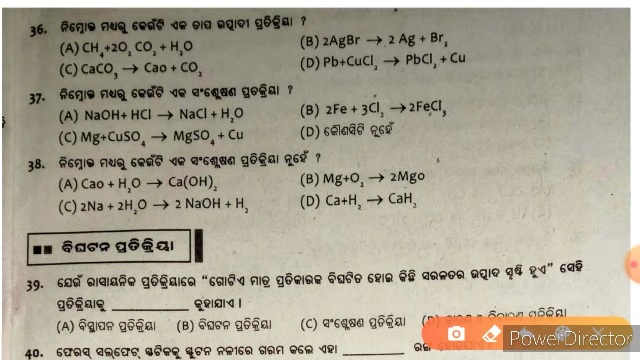 36. ନିମ୍ନୋକ୍ତ ମଧ୍ୟରୁ କେଉଁଟି ଏକ ତାପ ଉତ୍ପାଦୀ ପ୍ରତିକ୍ରିୟା ?
(A) CH₄+2O₂ CO₂ + H₂O (B) 2AgBr → 2 Ag + Br₂
(C) CaCO₃ → Cao + CO₂ (D) Pb+CuCl₂ → PbCl₂ + Cu
37. ନିମ୍ନୋକ୍ତ ମଧ୍ୟରୁ କେଉଁଟି ଏକ ସଂଶ୍ଳେଷଣ ପ୍ରତିକ୍ରିୟା ?
(A) NaOH+ HCl → NaCl + H₂O (B) 2Fe + 3Cl₂ →2FeCl₃
(C) Mg+CuSO₄ → MgSO₄ + Cu (D) କୌଣସିଟି ନୁହେଁ
38. ନିମ୍ନୋକ୍ତ ମଧ୍ୟରୁ କେଉଁଟି ଏକ ସଂଶ୍ଳେଷଣ ପ୍ରତିକ୍ରିୟା ନୁହେଁ ?
(A) Cao + H₂O → Ca(OH)₂ (B) Mg+O₂ → 2Mgo
(C) 2Na + 2H₂O → 2 NaOH + H₂ (D) Ca+H₂ → CaH₂
ବିଘଟନ ପ୍ରତିକ୍ରିୟା
39. ଯେଉଁ ରାସାୟନିକ ପ୍ରତିକ୍ରିୟାରେ “ଗୋଟିଏ ମାତ୍ର ପ୍ରତିକାରକ ବିଘଟିତ ହୋଇ କିଛି ସରଳତର ଉତ୍ପାଦ ସୃଷ୍ଟି ହୁଏ” ସେହି
ପ୍ରତିକ୍ରିୟାକୁ __________ କୁହାଯାଏ ।
(A) ବିସ୍ଥାପନ ପ୍ରତିକ୍ରିୟା (B) ବିଘଟନ ପ୍ରତିକ୍ରିୟା (C) ସଂଶ୍ଳେଷଣ ପ୍ରତିକ୍ରିୟା (D) ପ୍ରତିକ୍ରିୟା
40. ଫେରସ୍ ସଲ୍‌ଫେଟ୍ ସ୍ଫଟିକକୁ ସ୍ଫୁଟନ ନଳୀରେ ଗରମ କଲେ ଏହା __________ ରଙ୍ଗ
PowerDirector